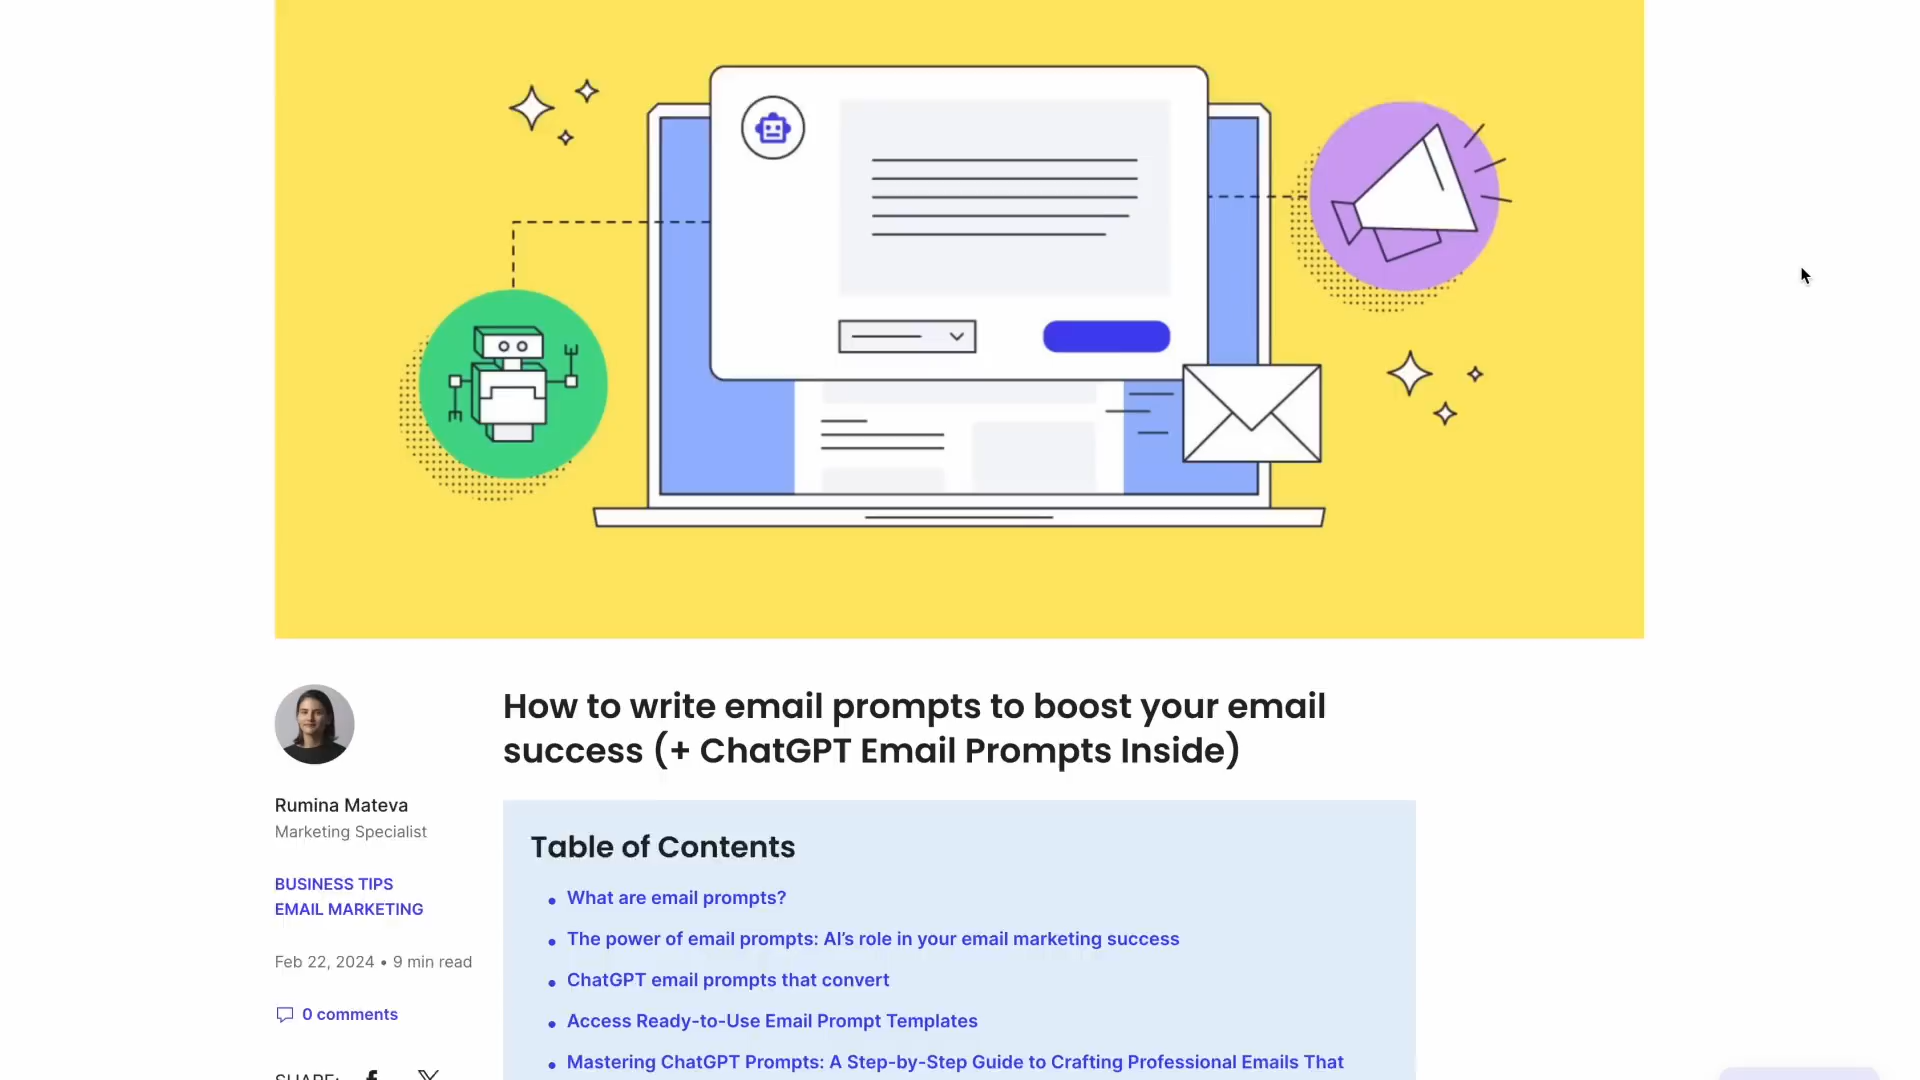 How to write email prompts to boost your email
success (+ ChatGPT Email Prompts Inside)
Rumina Mateva
Marketing Specialist
BUSINESS TIPS
EMAIL MARKETING
Feb 22, 2024 • 9 min read
0 comments
SHARE:
Table of Contents
• What are email prompts?
• The power of email prompts: AI’s role in your email marketing success
• ChatGPT email prompts that convert
• Access Ready-to-Use Email Prompt Templates
• Mastering ChatGPT Prompts: A Step-by-Step Guide to Crafting Professional Emails That